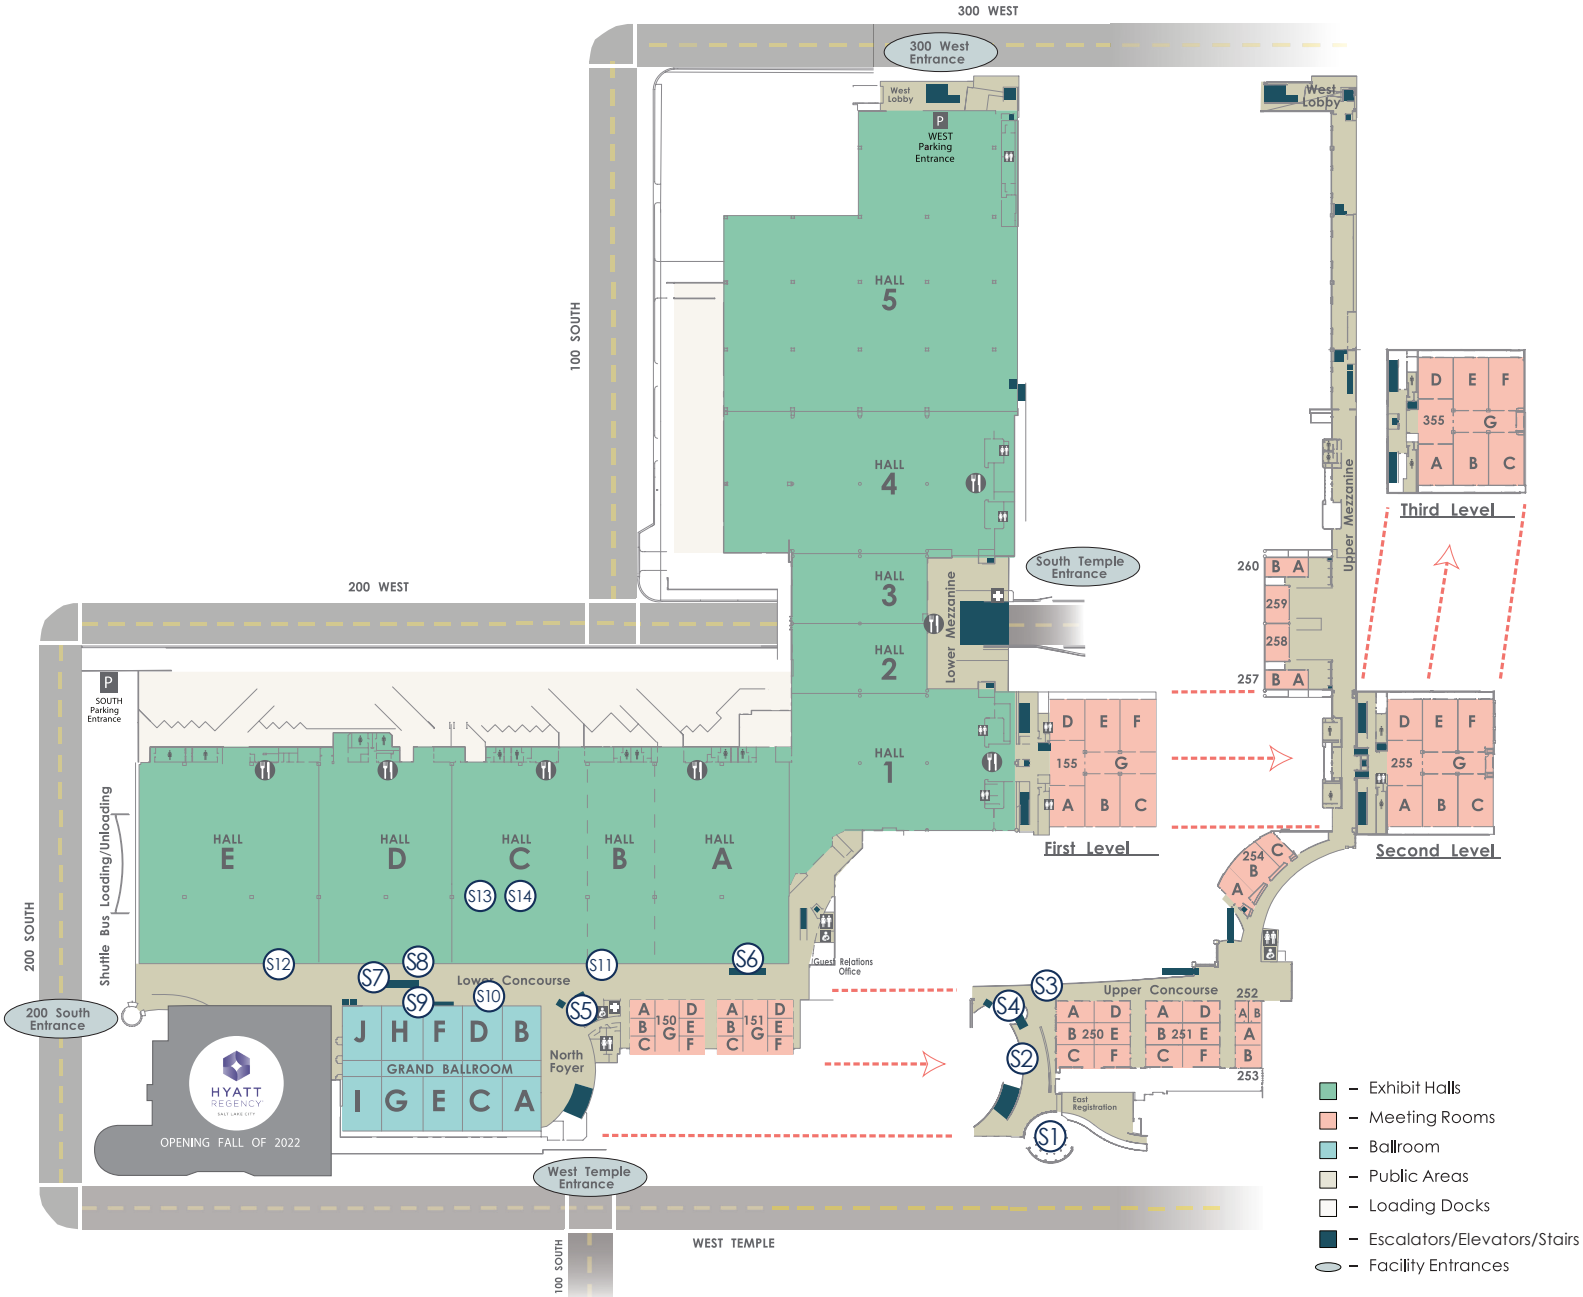 300 WEST
300 West
Entrance
West
Lobby
P
WEST
Parking
Entrance
West
Lobby
HALL
5
100 SOUTH
D E F
355 G
A B C
Third Level
HALL
4
Upper Mezzanine
South Temple
Entrance
260 B A
259
258
257 B A
HALL
3
Lower Mezzanine
HALL
2
200 WEST
P
SOUTH
Parking
Entrance
D E F
155 G
A B C
First Level
D E F
255 G
A B C
Second Level
HALL
1
254 C
B
A
Shuttle Bus Loading/Unloading
HALL
E
HALL
D
HALL
C
HALL
B
HALL
A
S13 S14
200 SOUTH
S12
S7
S8
S9
Lower Concourse
S10
S11
S6
S5
Guest Relations
Office
S3
S4
Upper Concourse
252
A B
A
B
253
A D
B 250 E
C F
A D
B 251 E
C F
S2
East
Registration
S1
200 South
Entrance
A D
B 150 E
C G F
A D
B 151 E
C G F
J H F D B
GRAND BALLROOM
I G E C A
North
Foyer
HYATT
REGENCY
SALT LAKE CITY
OPENING FALL OF 2022
West Temple
Entrance
WEST TEMPLE
100 SOUTH
– Exhibit Halls
– Meeting Rooms
– Ballroom
– Public Areas
– Loading Docks
– Escalators/Elevators/Stairs
– Facility Entrances